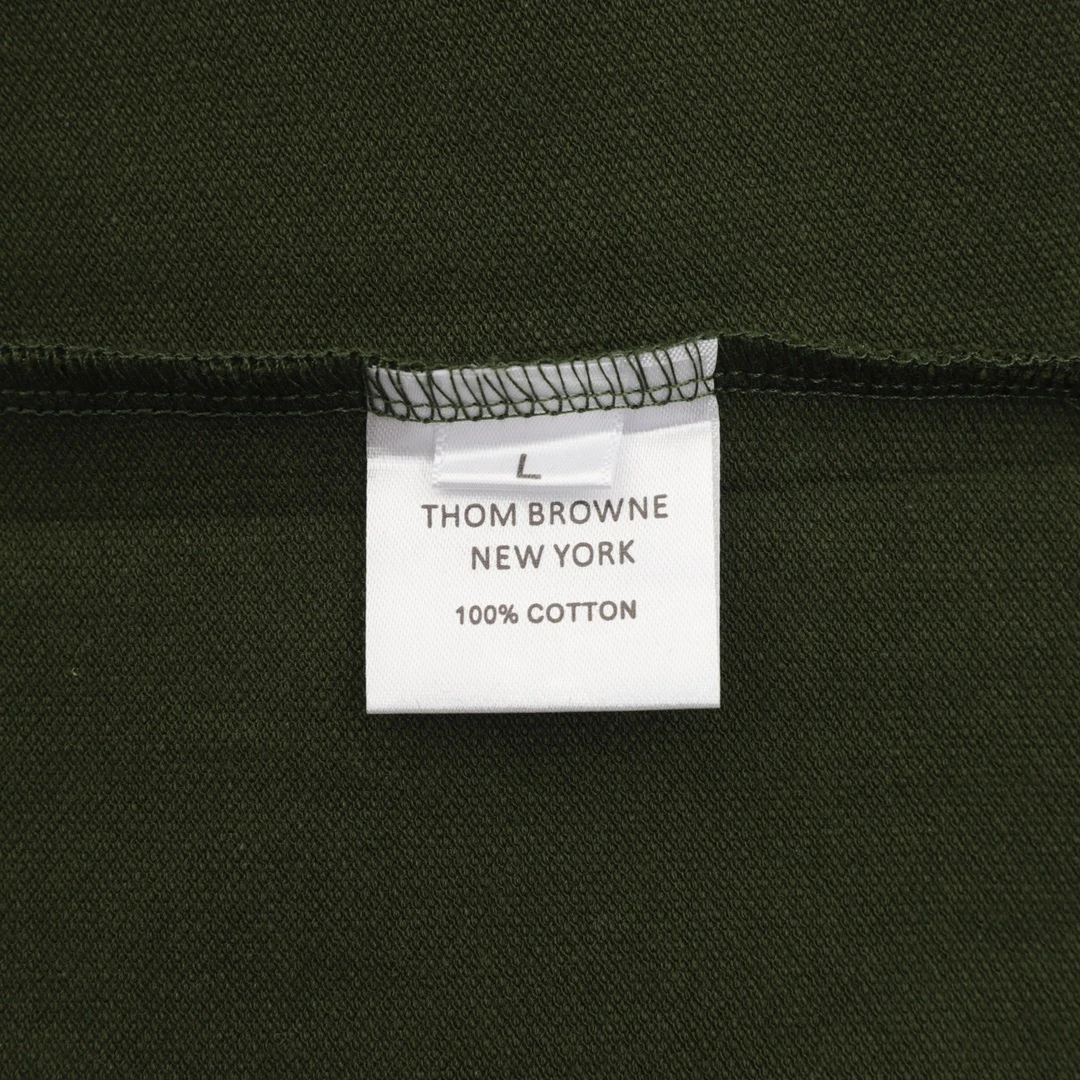 L
THOM BROWNE
NEW YORK
100% COTTON